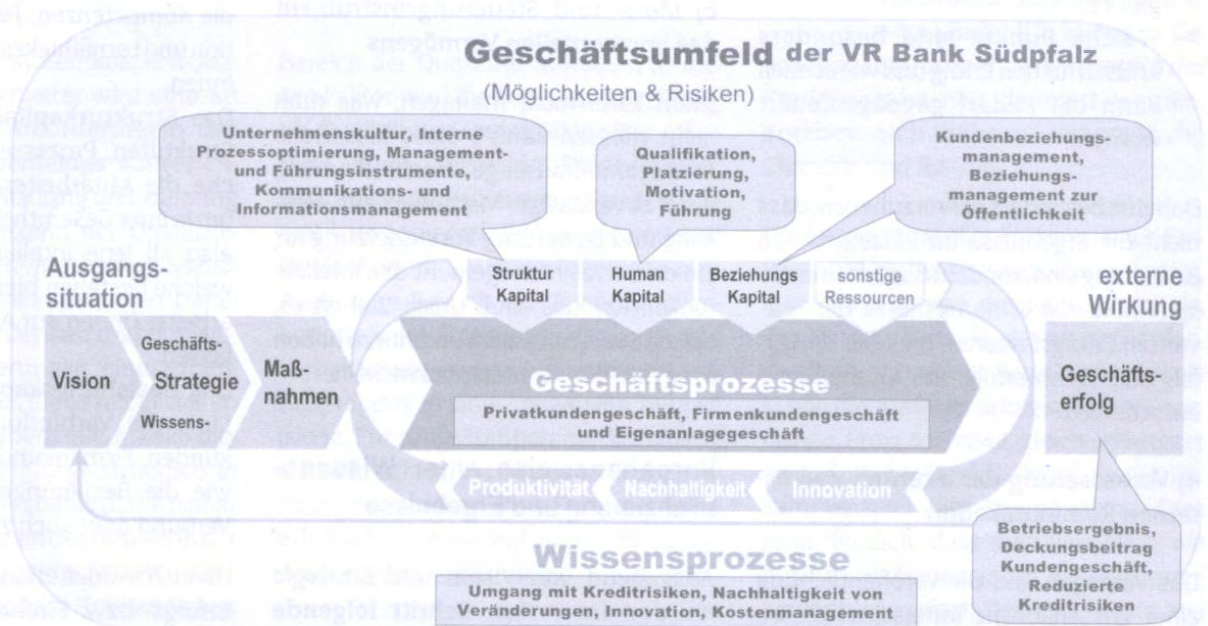 Geschäftsumfeld der VR Bank Südpfalz
(Möglichkeiten & Risiken)
Unternehmenskultur, Interne
Prozessoptimierung, Management-
und Führungsinstrumente,
Kommunikations- und
Informationsmanagement
Qualifikation,
Platzierung,
Motivation,
Führung
Kundenbeziehungs-
management,
Beziehungs-
management zur
Öffentlichkeit
Ausgangs-
situation
Struktur
Kapital
Human
Kapital
Beziehungs
Kapital
sonstige
Ressourcen
externe
Wirkung
Vision
Geschäfts-
Strategie
Wissens-
Maß-
nahmen
Geschäftsprozesse
Privatkundengeschäft, Firmenkundengeschäft
und Eigenanlagegeschäft
Geschäfts-
erfolg
Produktivität
Nachhaltigkeit
Innovation
Wissensprozesse
Umgang mit Kreditrisiken, Nachhaltigkeit von
Veränderungen, Innovation, Kostenmanagement
Betriebsergebnis,
Deckungsbeitrag
Kundengeschäft,
Reduzierte
Kreditrisiken